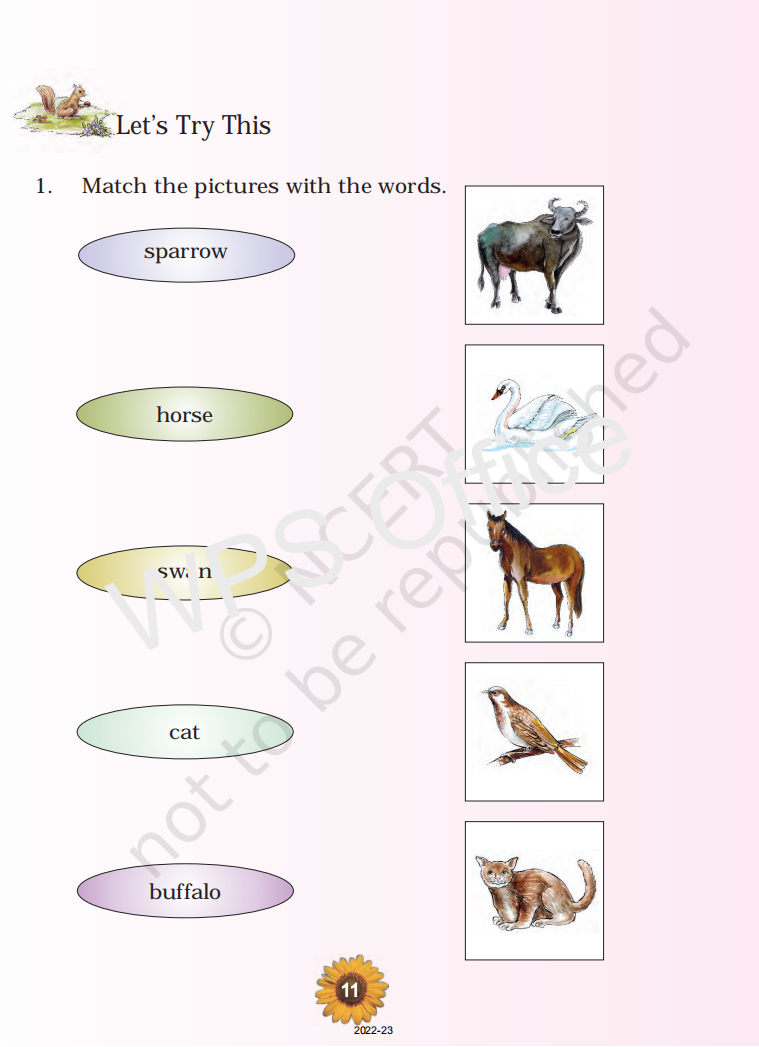 Let's Try This
1. Match the pictures with the words.
sparrow
horse
swan
cat
buffalo
WPS Office
© NCERT
not to be republished
11
2022-23